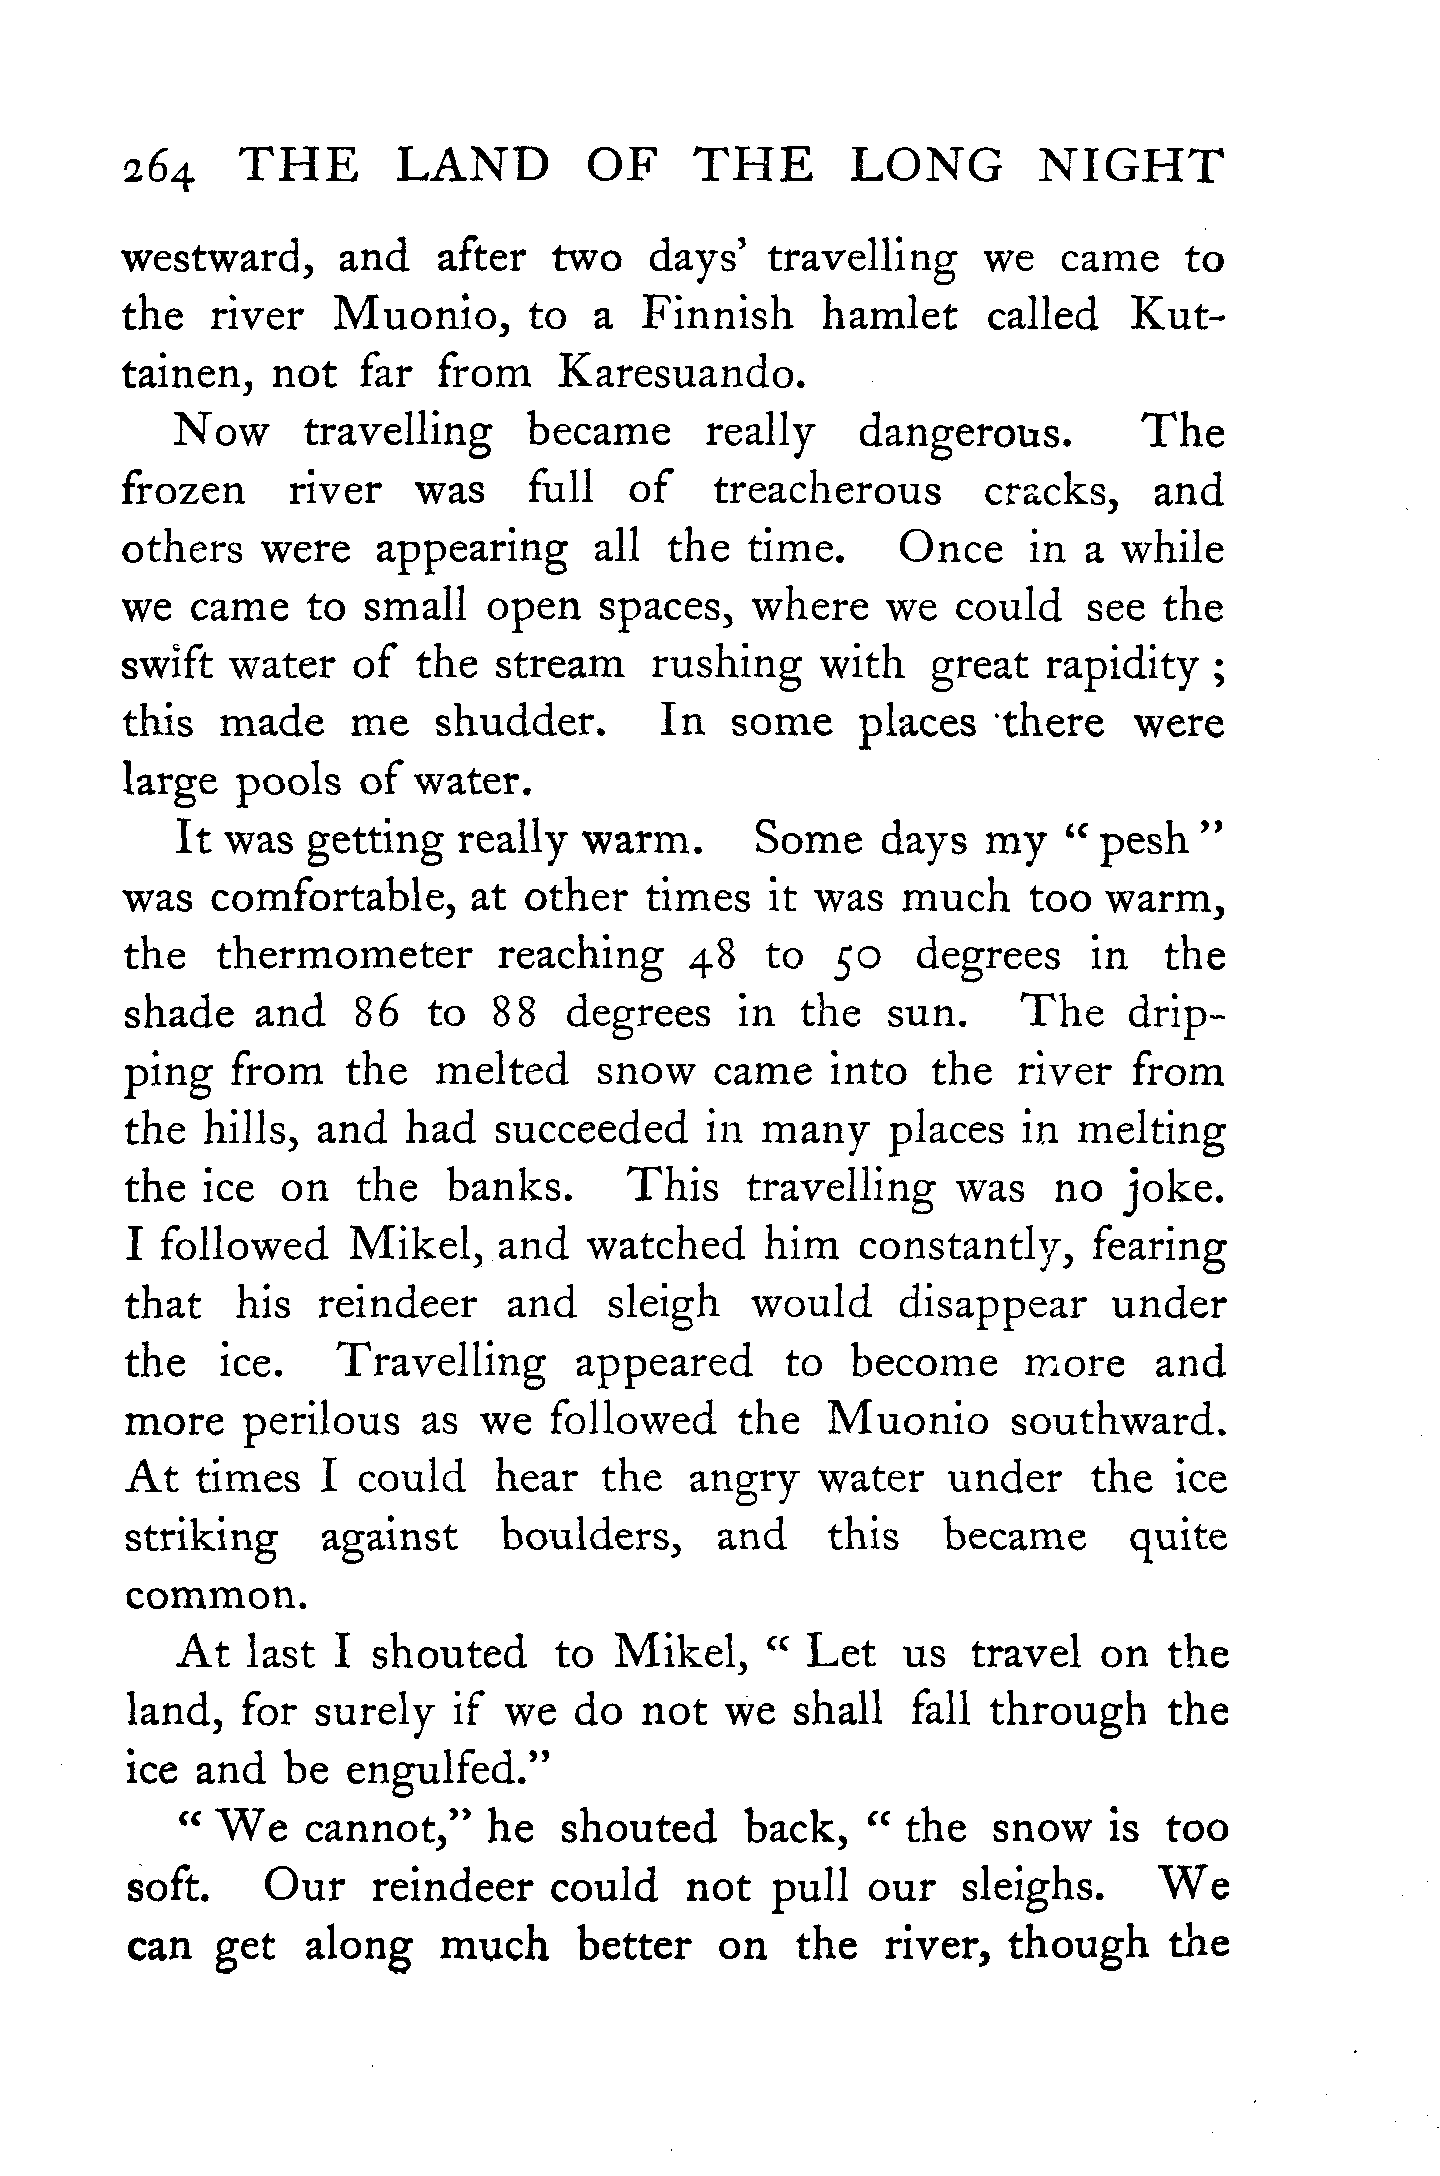 264 THE LAND OF THE LONG NIGHT
westward, and after two days' travelling we came to
the river Muonio, to a Finnish hamlet called Kut-
tainen, not far from Karesuando.
Now travelling became really dangerous. The
frozen river was full of treacherous cracks, and
others were appearing all the time. Once in a while
we came to small open spaces, where we could see the
swift water of the stream rushing with great rapidity ;
this made me shudder. In some places there were
large pools of water.
It was getting really warm. Some days my " pesh "
was comfortable, at other times it was much too warm,
the thermometer reaching 48 to 50 degrees in the
shade and 86 to 88 degrees in the sun. The drip-
ping from the melted snow came into the river from
the hills, and had succeeded in many places in melting
the ice on the banks. This travelling was no joke.
I followed Mikel, and watched him constantly, fearing
that his reindeer and sleigh would disappear under
the ice. Travelling appeared to become more and
more perilous as we followed the Muonio southward.
At times I could hear the angry water under the ice
striking against boulders, and this became quite
common.
At last I shouted to Mikel, " Let us travel on the
land, for surely if we do not we shall fall through the
ice and be engulfed."
" We cannot," he shouted back, " the snow is too
soft. Our reindeer could not pull our sleighs. We
can get along much better on the river, though the